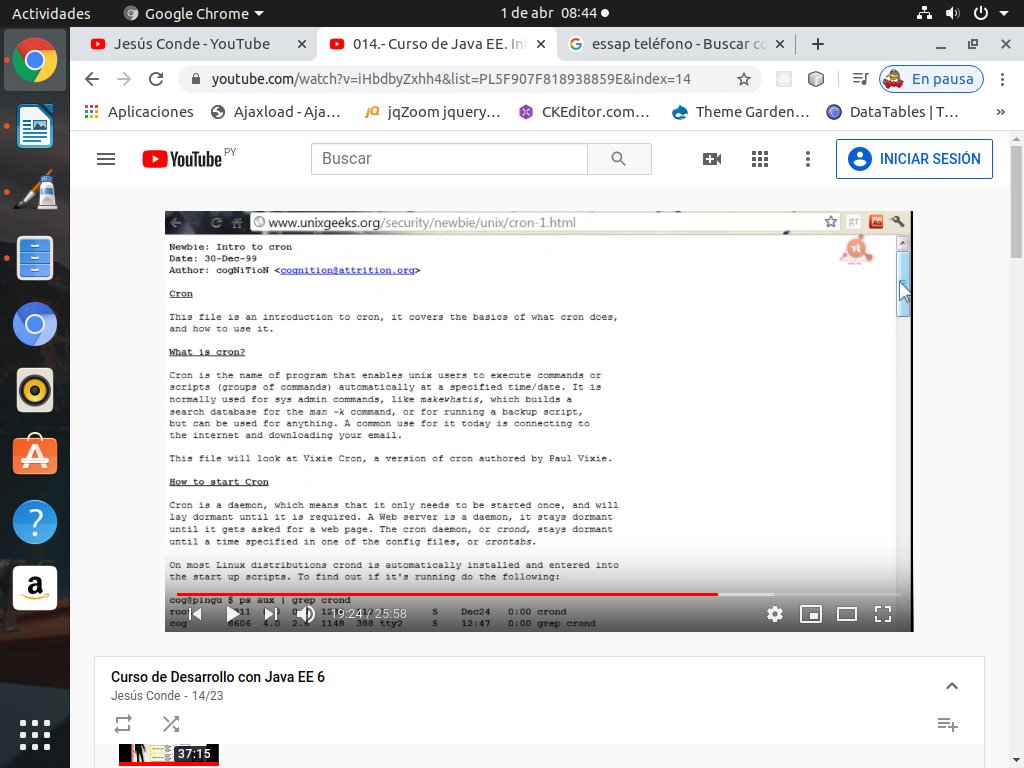 Actividades
Google Chrome
1 de abr 08:44
Jesús Conde - YouTube
014.- Curso de Java EE. Int
essap teléfono - Buscar co
youtube.com/watch?v=iHbdbyZxhh4&list=PL5F907F818938859E&index=14
En pausa
Aplicaciones
Ajaxload - Aja...
jqZoom jquery...
CKEditor.com...
Theme Garden...
DataTables | T...
»
YouTube PY
Buscar
INICIAR SESIÓN
www.unixgeeks.org/security/newbie/unix/cron-1.html
gr
Newbie: Intro to cron
Date: 30-Dec-99
Author: cogNiTioN <cognition@attrition.org>
Cron
This file is an introduction to cron, it covers the basics of what cron does,
and how to use it.
What is cron?
Cron is the name of program that enables unix users to execute commands or
scripts (groups of commands) automatically at a specified time/date. It is
normally used for sys admin commands, like makewhatis, which builds a
search database for the man -k command, or for running a backup script,
but can be used for anything. A common use for it today is connecting to
the internet and downloading your email.
This file will look at Vixie Cron, a version of cron authored by Paul Vixie.
How to start Cron
Cron is a daemon, which means that it only needs to be started once, and will
lay dormant until it is required. A Web server is a daemon, it stays dormant
until it gets asked for a web page. The cron daemon, or crond, stays dormant
until a time specified in one of the config files, or crontabs.
On most Linux distributions crond is automatically installed and entered into
the start up scripts. To find out if it's running do the following:
cog@pingu $ ps aux | grep crond
S Dec24 0:00 crond
cog 8606 4.0 2.6 1148 388 tty2 S 12:47 0:00 grep crond
19:24 / 25:58
Curso de Desarrollo con Java EE 6
Jesús Conde - 14/23
37:15